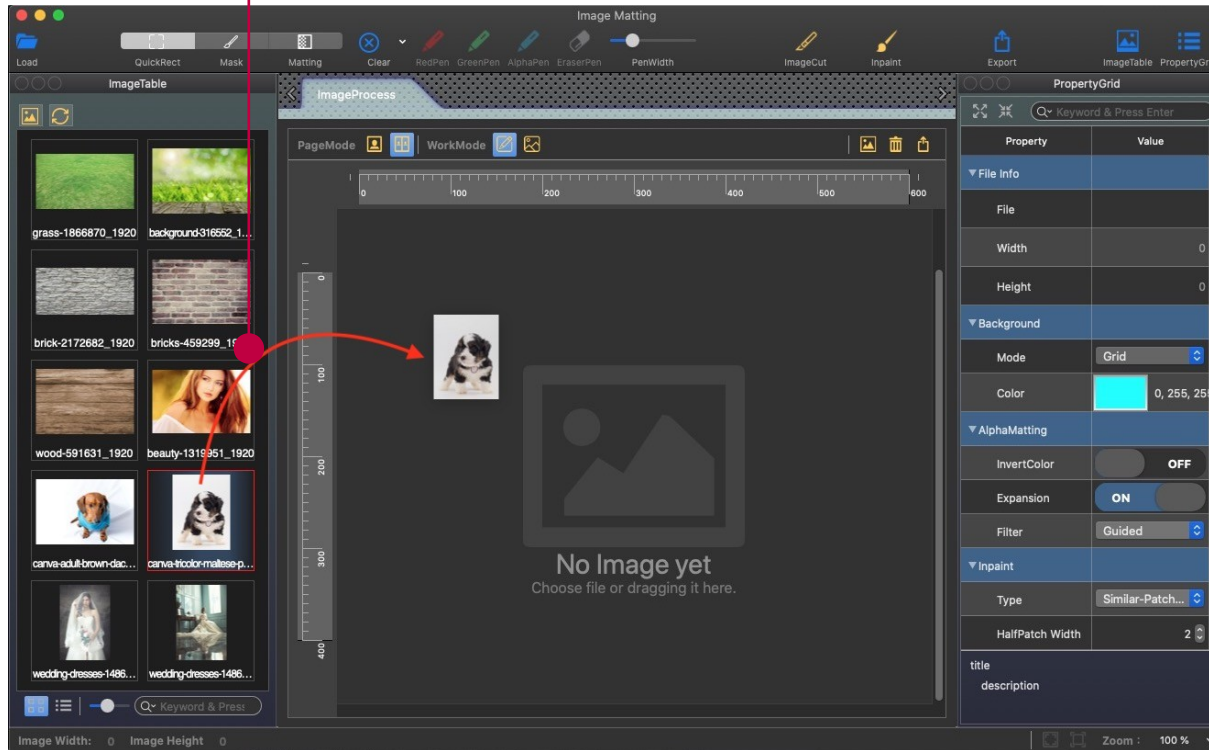 Image Matting
Load QuickRect Mask Matting Clear RedPen GreenPen AlphaPen EraserPen PenWidth ImageCut Inpaint Export ImageTable PropertyGr
ImageTable
grass-1866870_1920 background-316552_1...
brick-2172682_1920 bricks-459299_19
wood-591631_1920 beauty-1319951_1920
canva-adult-brown-dac... canva-tricolor-maltese-p...
wedding-dresses-1486... wedding-dresses-1486...
Keyword & Press
ImageProcess
PageMode WorkMode
0 100 200 300 400 500 600
0
100
200
300
400
No Image yet
Choose file or dragging it here.
PropertyGrid
Keyword & Press Enter
Property Value
File Info
File
Width 0
Height 0
Background
Mode Grid
Color 0, 255, 25
AlphaMatting
InvertColor OFF
Expansion ON
Filter Guided
Inpaint
Type Similar-Patch...
HalfPatch Width 2
title
description
Image Width: 0 Image Height 0 Zoom : 100 %